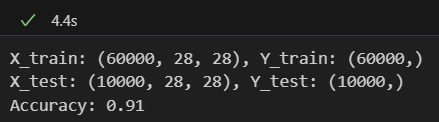 4.4s
X_train: (60000, 28, 28), Y_train: (60000,)
X_test: (10000, 28, 28), Y_test: (10000,)
Accuracy: 0.91